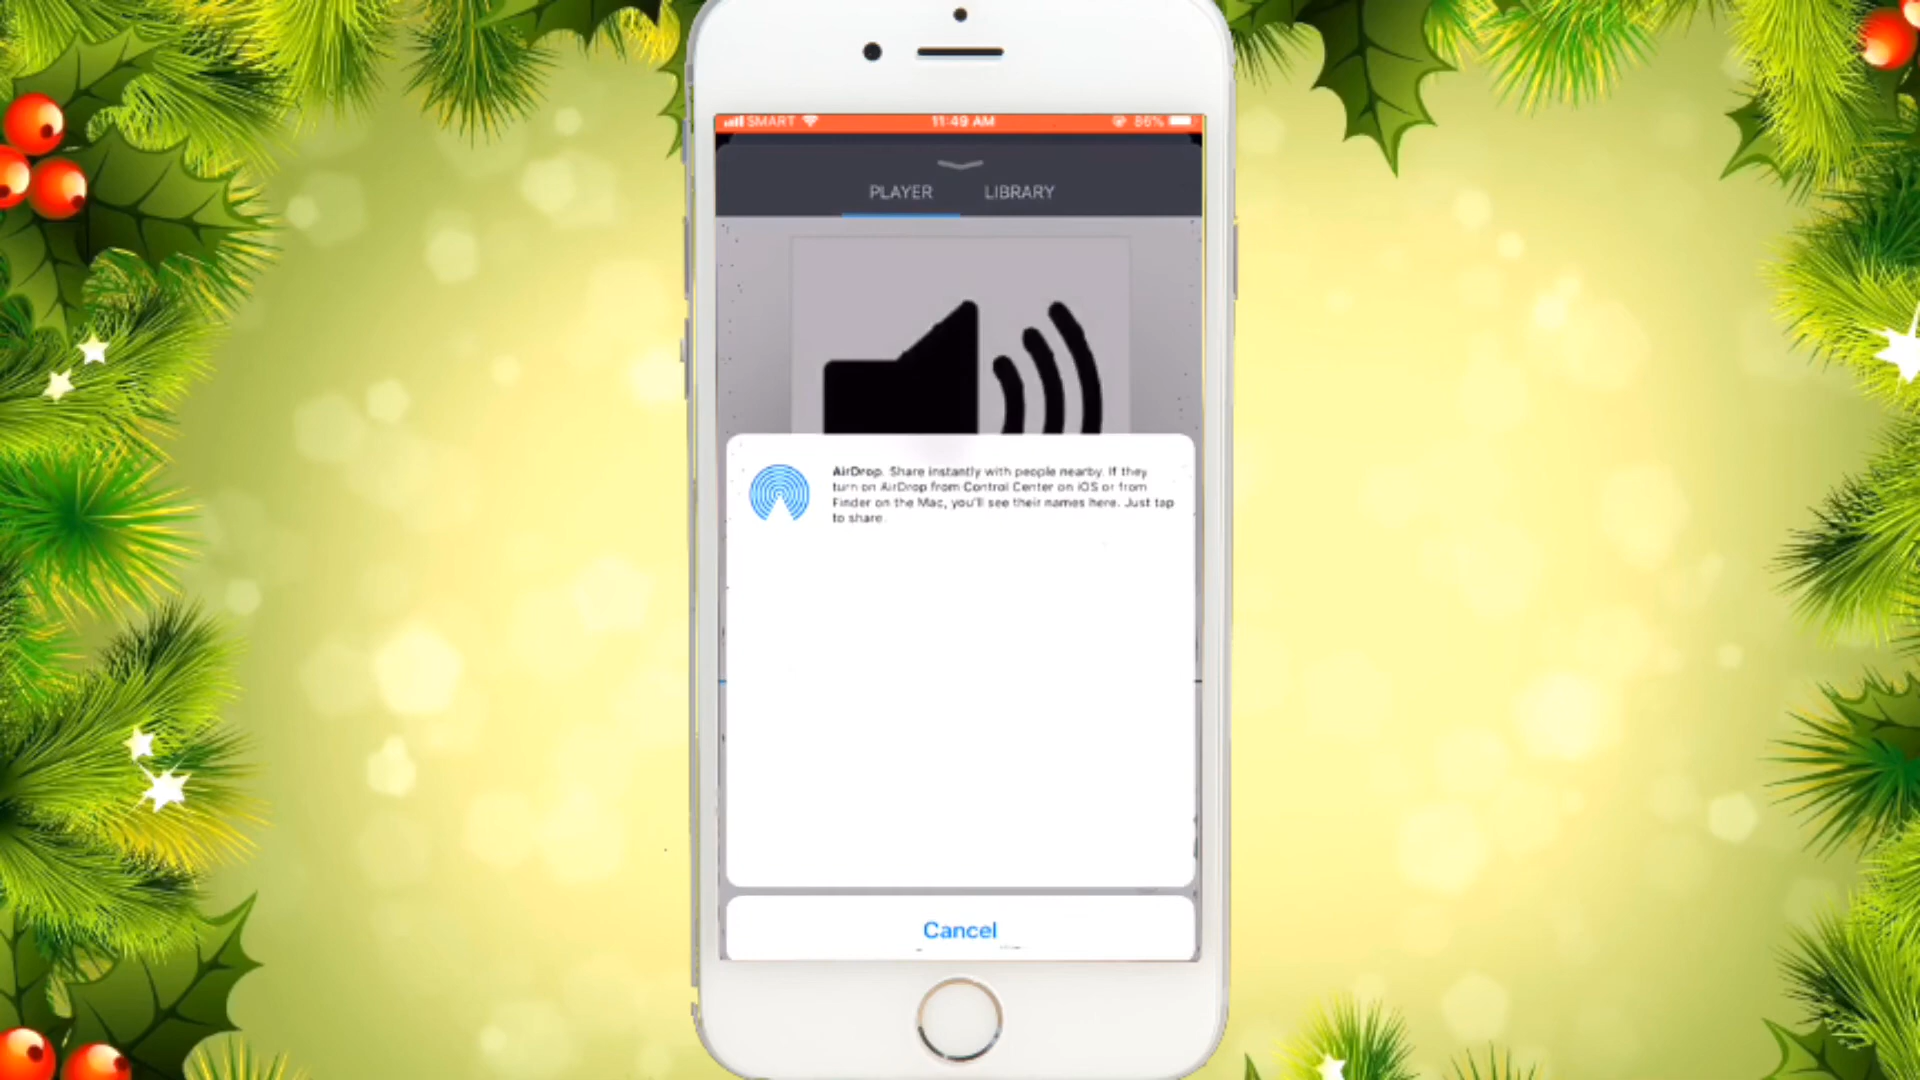 SMART 11:49 AM 86%
PLAYER LIBRARY
AirDrop. Share instantly with people nearby. If they
turn on AirDrop from Control Center on iOS or from
Finder on the Mac, you'll see their names here. Just tap
to share.
Cancel